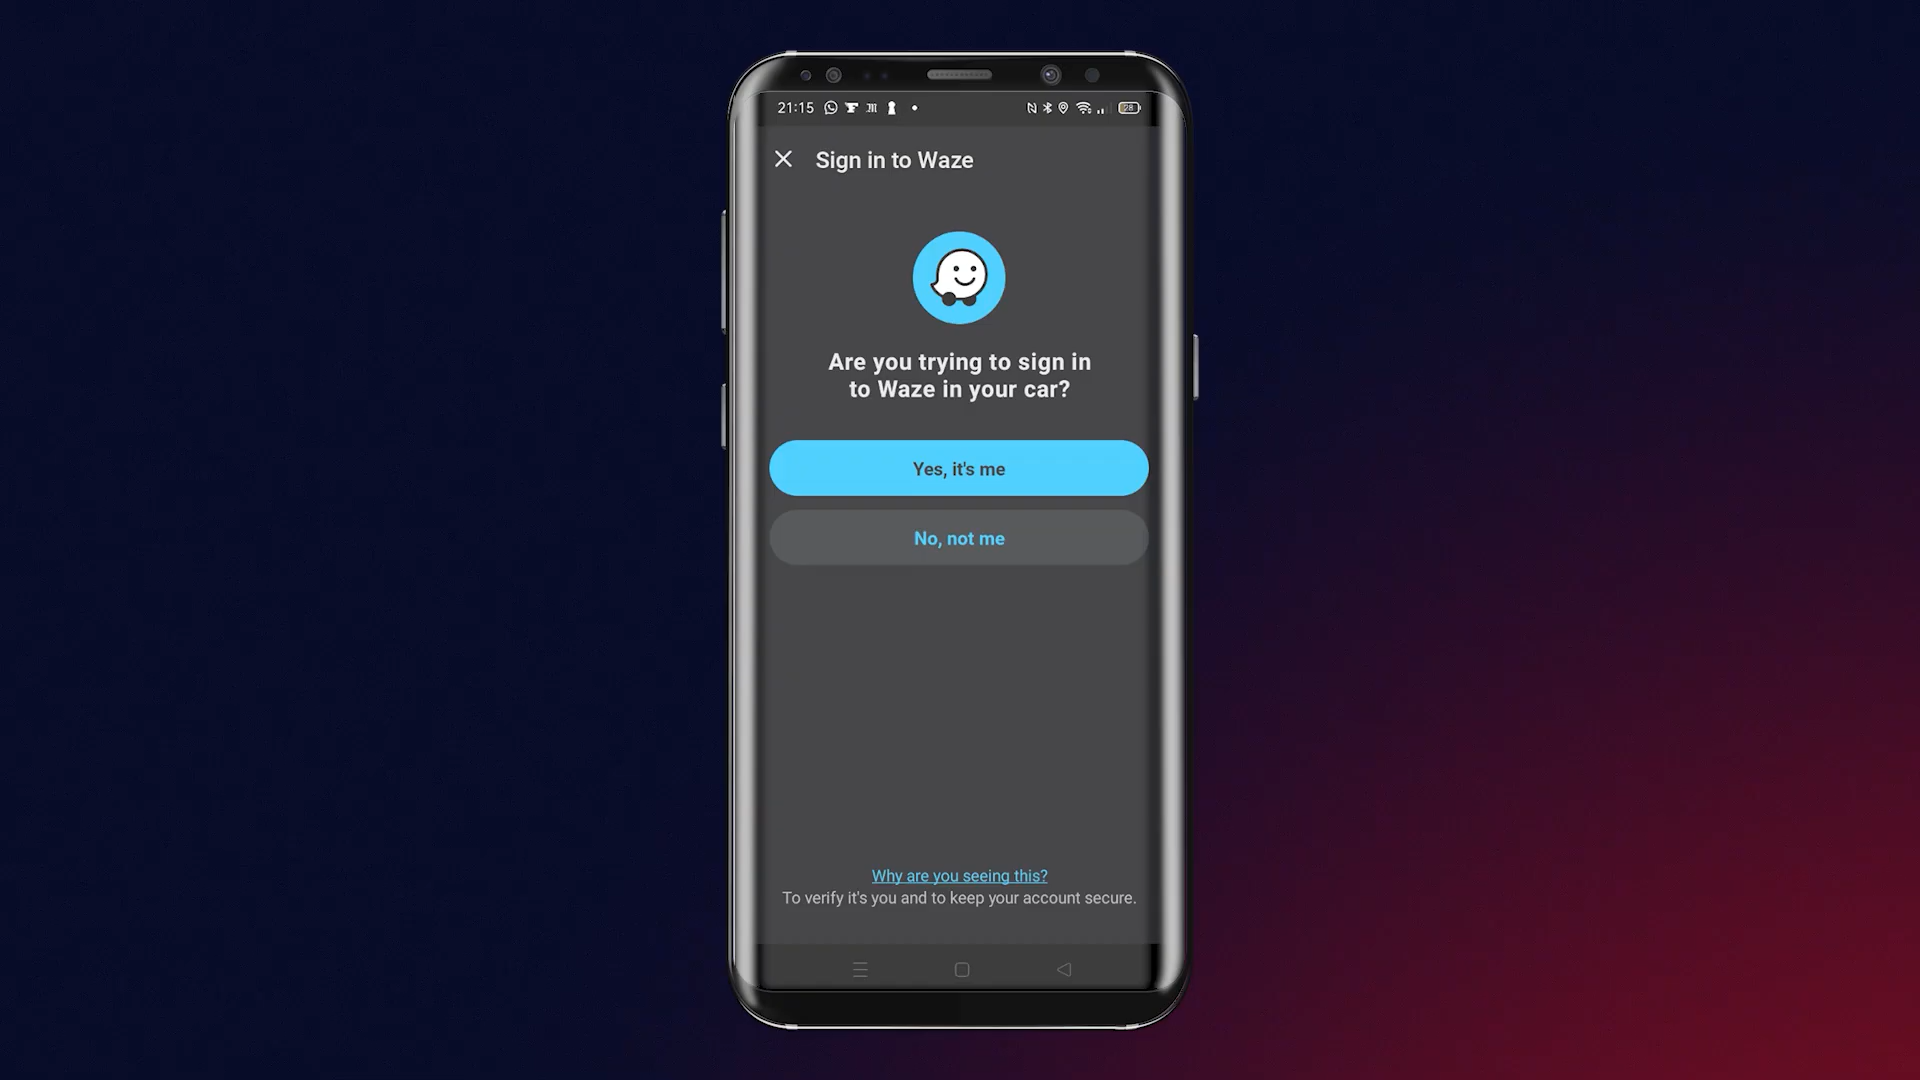 21:15
28
Sign in to Waze
Are you trying to sign in
to Waze in your car?
Yes, it's me
No, not me
Why are you seeing this?
To verify it's you and to keep your account secure.